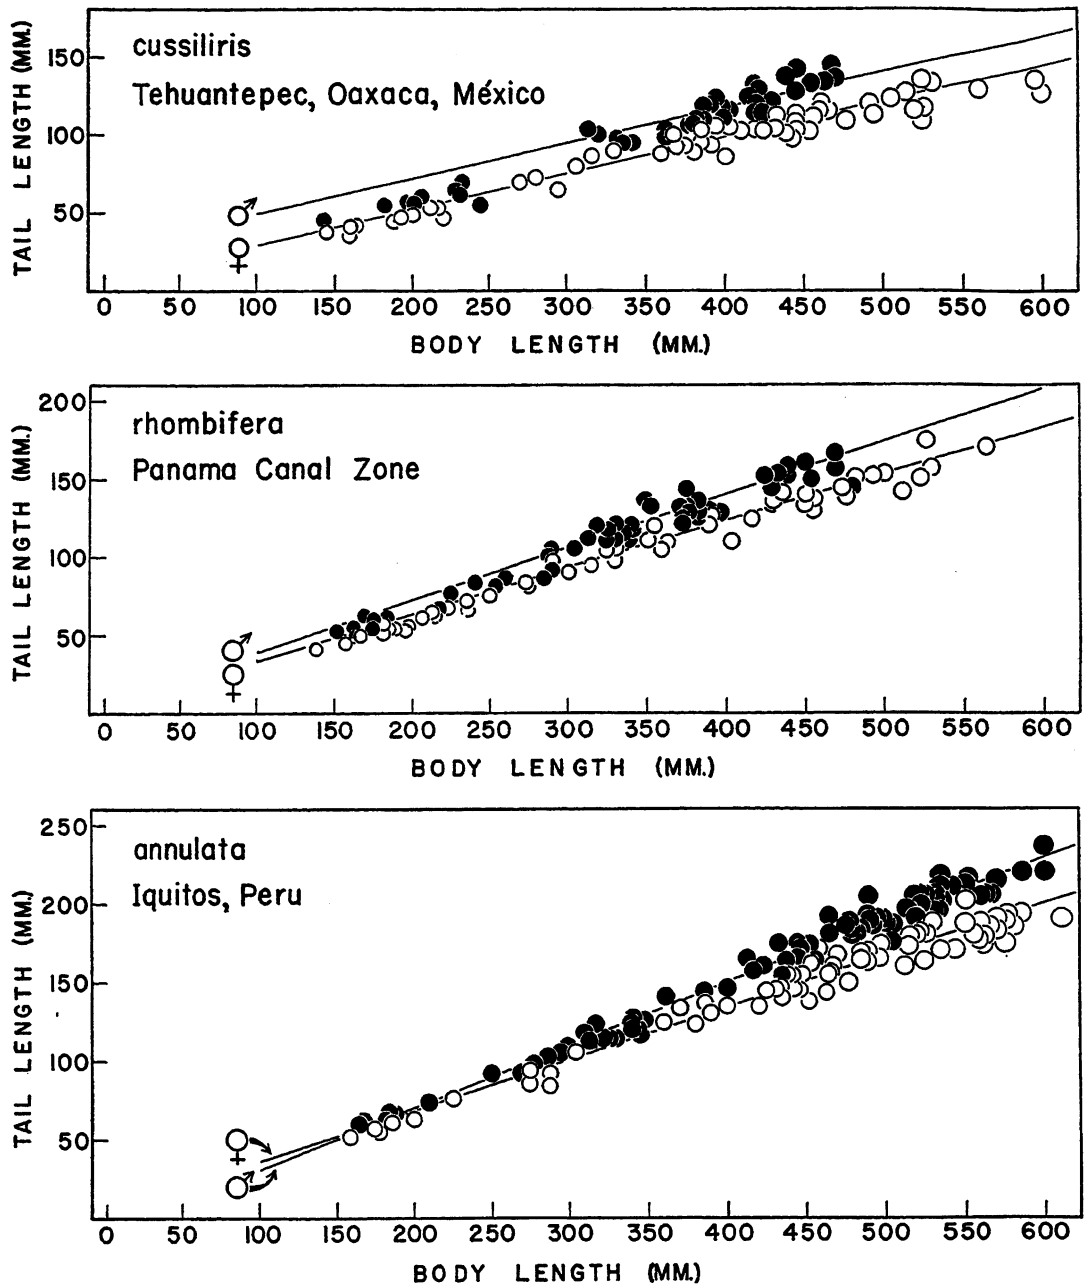 cussiliris
Tehuantepec, Oaxaca, México
TAIL LENGTH (MM.)
150
100
50
♂
♀
0 50 100 150 200 250 300 350 400 450 500 550 600
BODY LENGTH (MM.)
rhombifera
Panama Canal Zone
TAIL LENGTH (MM.)
200
150
100
50
♂
♀
0 50 100 150 200 250 300 350 400 450 500 550 600
BODY LENGTH (MM.)
annulata
Iquitos, Peru
TAIL LENGTH (MM.)
250
200
150
100
50
♀
♂
0 50 100 150 200 250 300 350 400 450 500 550 600
BODY LENGTH (MM.)